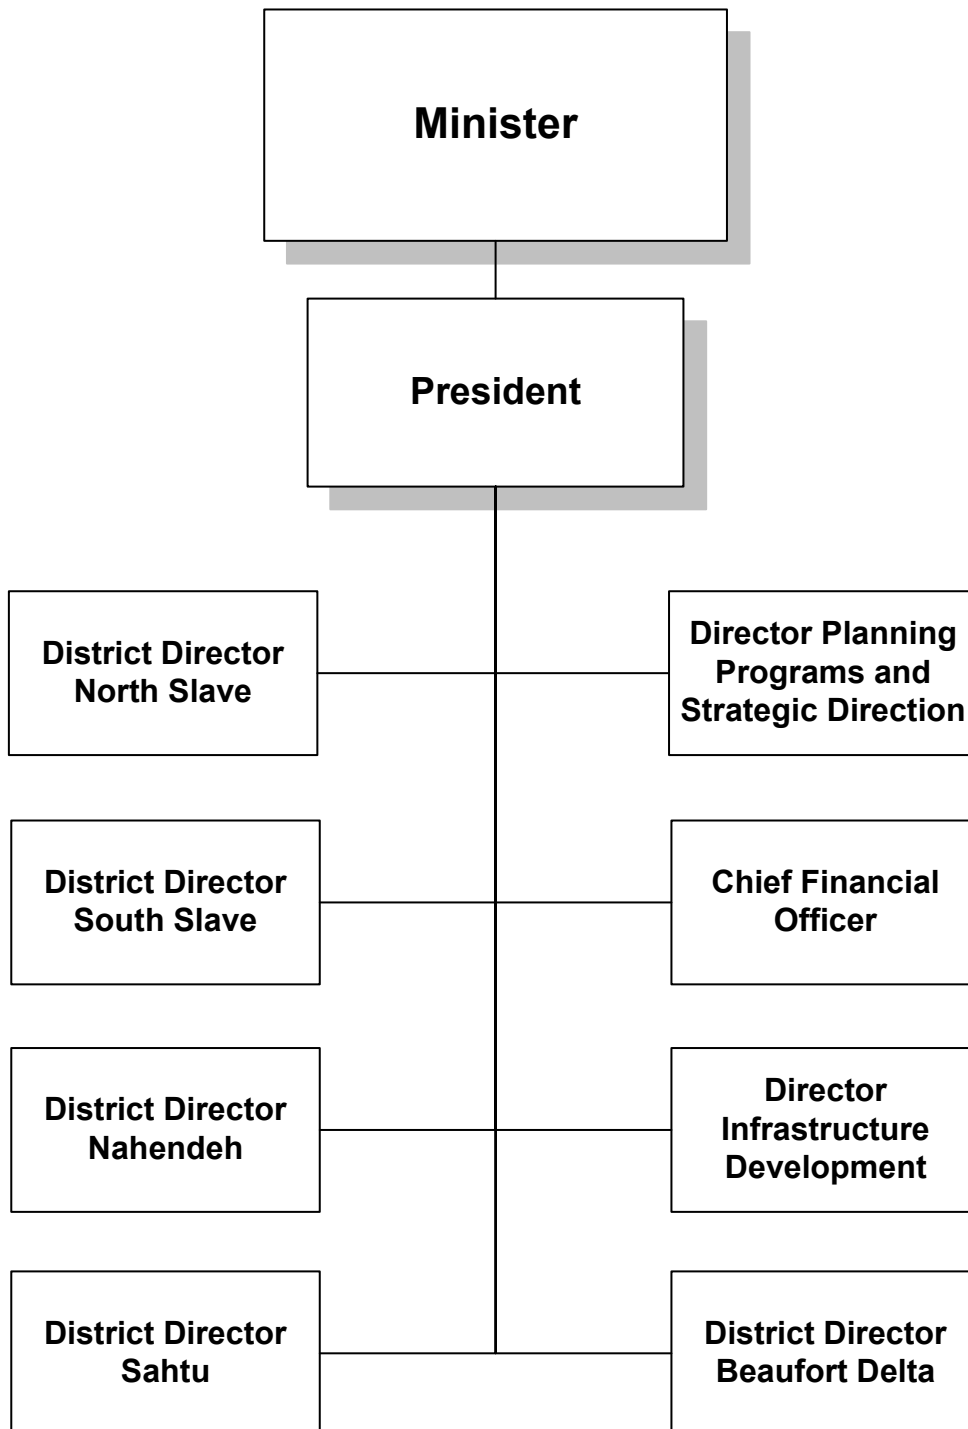 Minister
President
District Director
North Slave
Director Planning
Programs and
Strategic Direction
District Director
South Slave
Chief Financial
Officer
District Director
Nahendeh
Director
Infrastructure
Development
District Director
Sahtu
District Director
Beaufort Delta